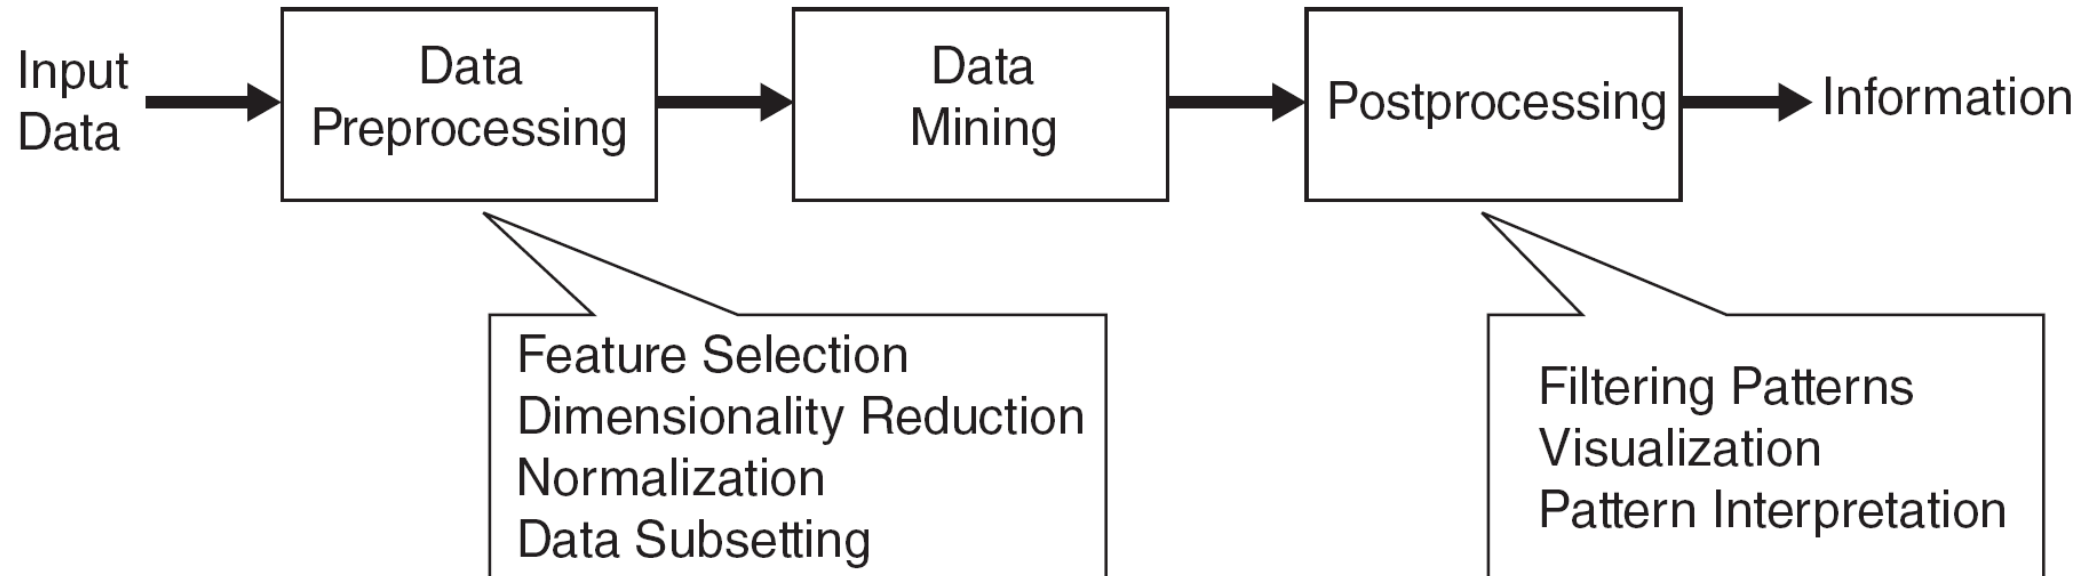 Input
Data
Data
Preprocessing
Data
Mining
Postprocessing
Information
Feature Selection
Dimensionality Reduction
Normalization
Data Subsetting
Filtering Patterns
Visualization
Pattern Interpretation